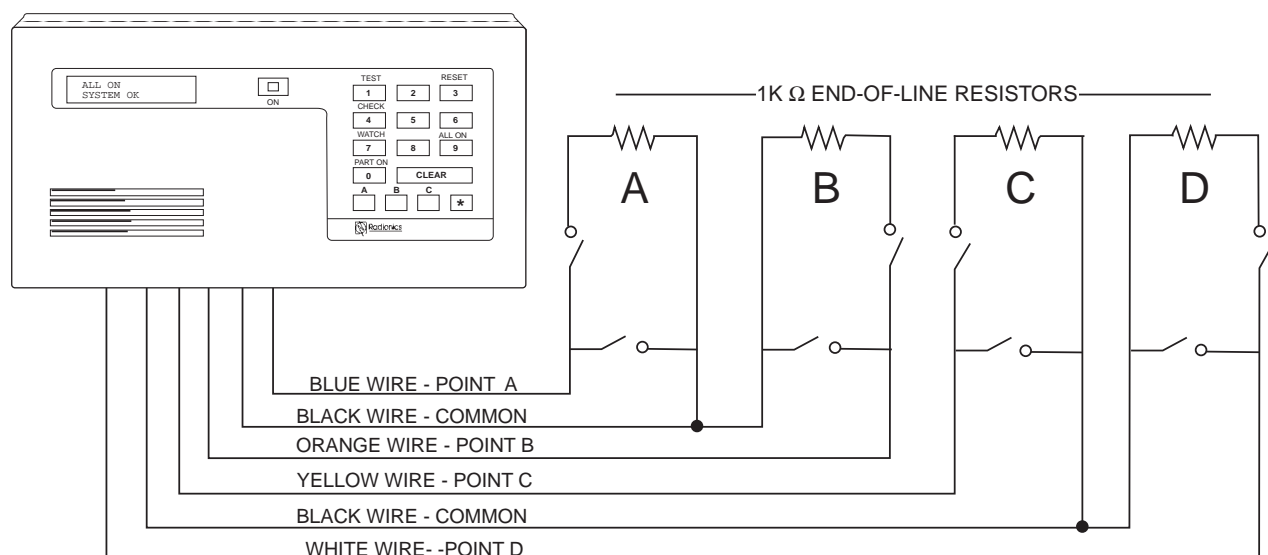 ALL ON
SYSTEM OK
ON
TEST RESET
1 2 3
CHECK
4 5 6
WATCH ALL ON
7 8 9
PART ON
0 CLEAR
A B C
*
Radionics
1K Ω END-OF-LINE RESISTORS
A B C D
BLUE WIRE - POINT A
BLACK WIRE - COMMON
ORANGE WIRE - POINT B
YELLOW WIRE - POINT C
BLACK WIRE - COMMON
WHITE WIRE- -POINT D